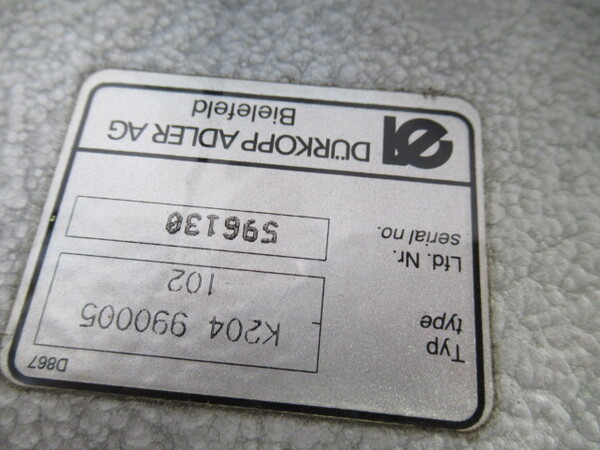 D867
Typ
type
K204 990005
102
Lfd. Nr.
serial no.
596130
DÜRKOPP ADLER AG
Bielefeld